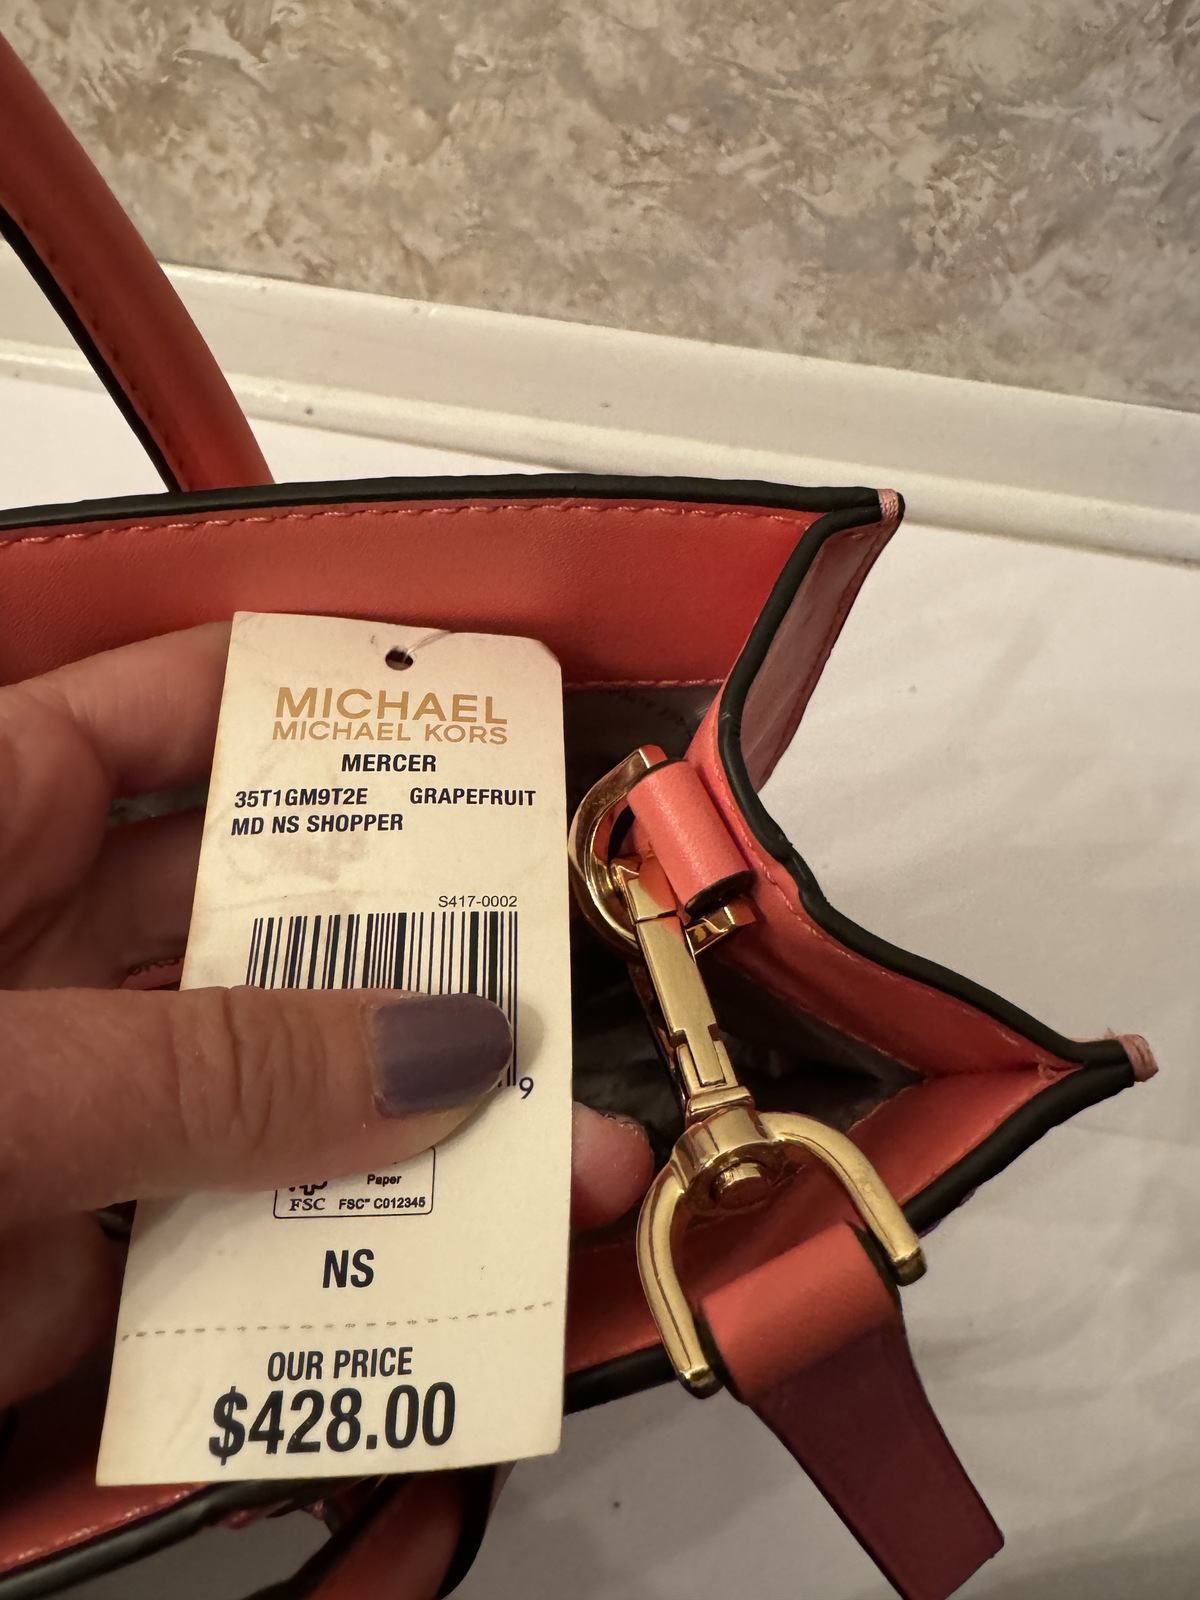 MICHAEL
MICHAEL KORS
MERCER
35T1GM9T2E GRAPEFRUIT
MD NS SHOPPER
S417-0002
9
Paper
FSC FSC® C012345
NS
OUR PRICE
$428.00